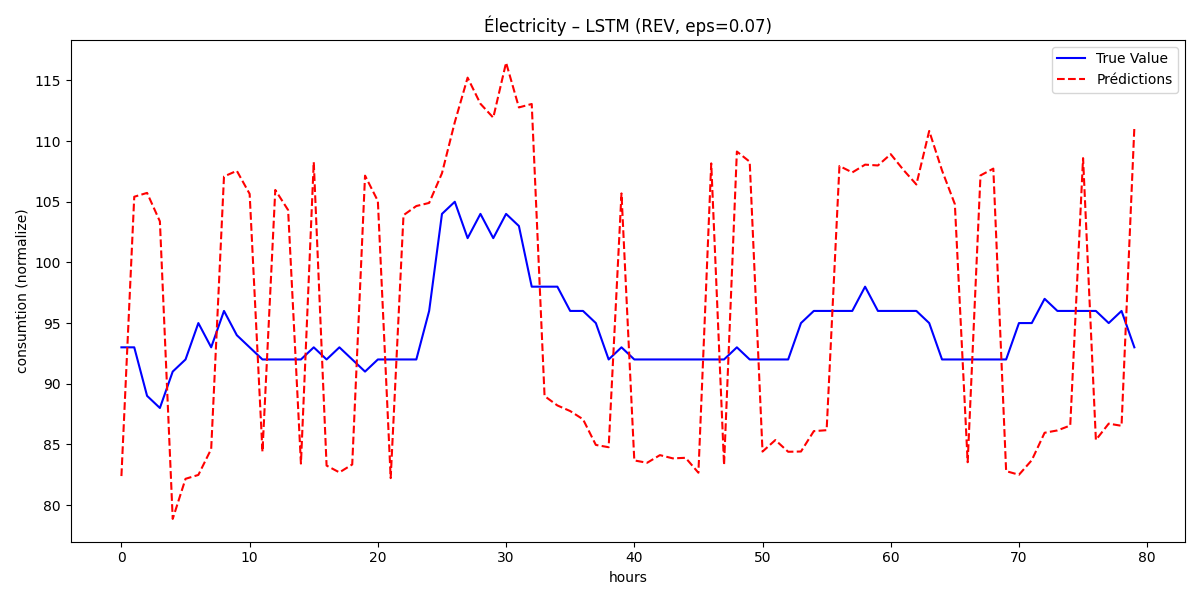 Électricity – LSTM (REV, eps=0.07)
True Value
Prédictions
consumtion (normalize)
115
110
105
100
95
90
85
80
0 10 20 30 40 50 60 70 80
hours